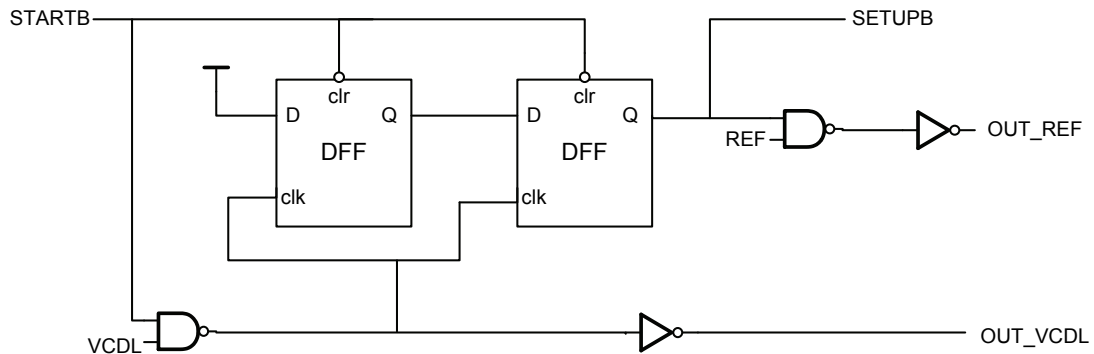 STARTB
SETUPB
clr
clr
D
Q
D
Q
REF
OUT_REF
DFF
DFF
clk
clk
VCDL
OUT_VCDL